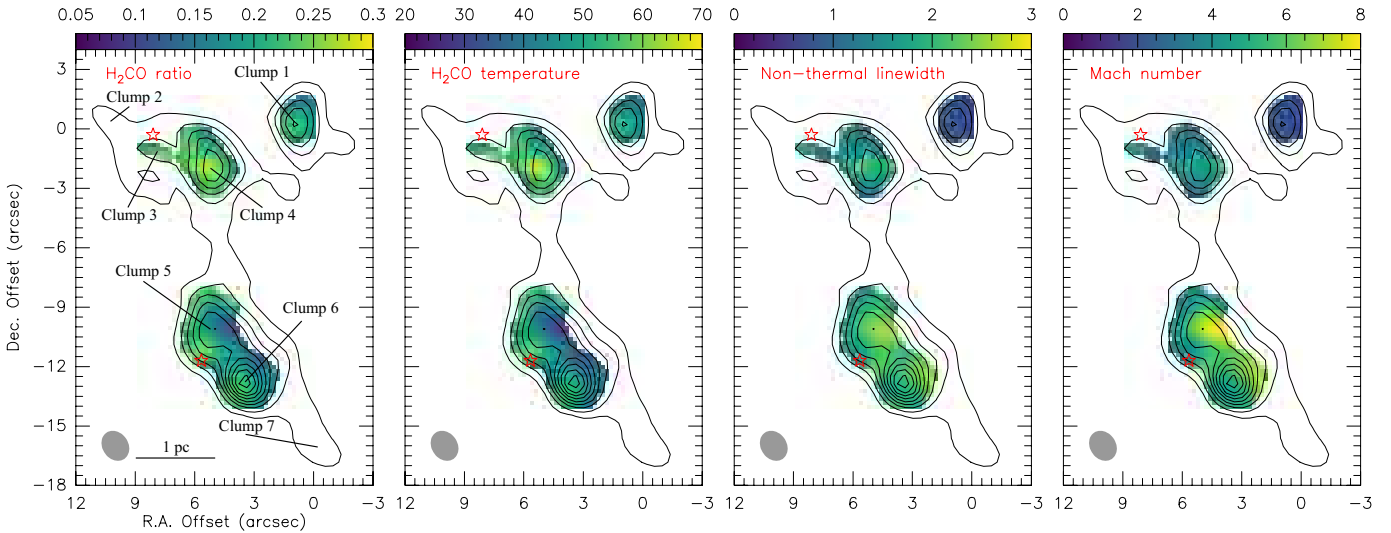 0.05 0.1 0.15 0.2 0.25 0.3
20 30 40 50 60 70
0 1 2 3
0 2 4 6 8
H₂CO ratio
H₂CO temperature
Non-thermal linewidth
Mach number
Clump 1
Clump 2
Clump 3
Clump 4
Clump 5
Clump 6
Clump 7
1 pc
3
0
−3
−6
−9
−12
−15
−18
Dec. Offset (arcsec)
12 9 6 3 0 −3
12 9 6 3 0 −3
12 9 6 3 0 −3
12 9 6 3 0 −3
R.A. Offset (arcsec)